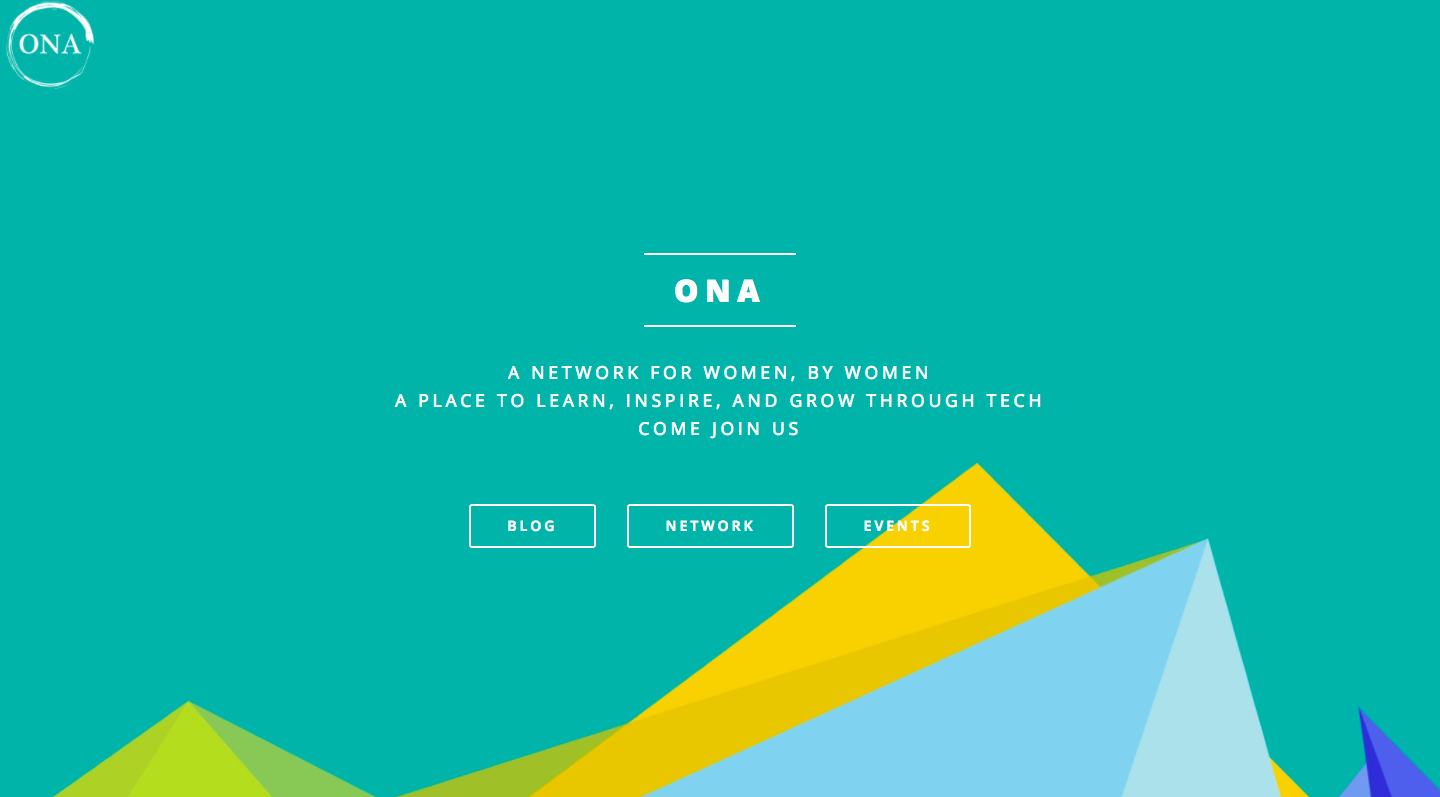 ONA
ONA
A NETWORK FOR WOMEN, BY WOMEN
A PLACE TO LEARN, INSPIRE, AND GROW THROUGH TECH
COME JOIN US
BLOG NETWORK EVENTS